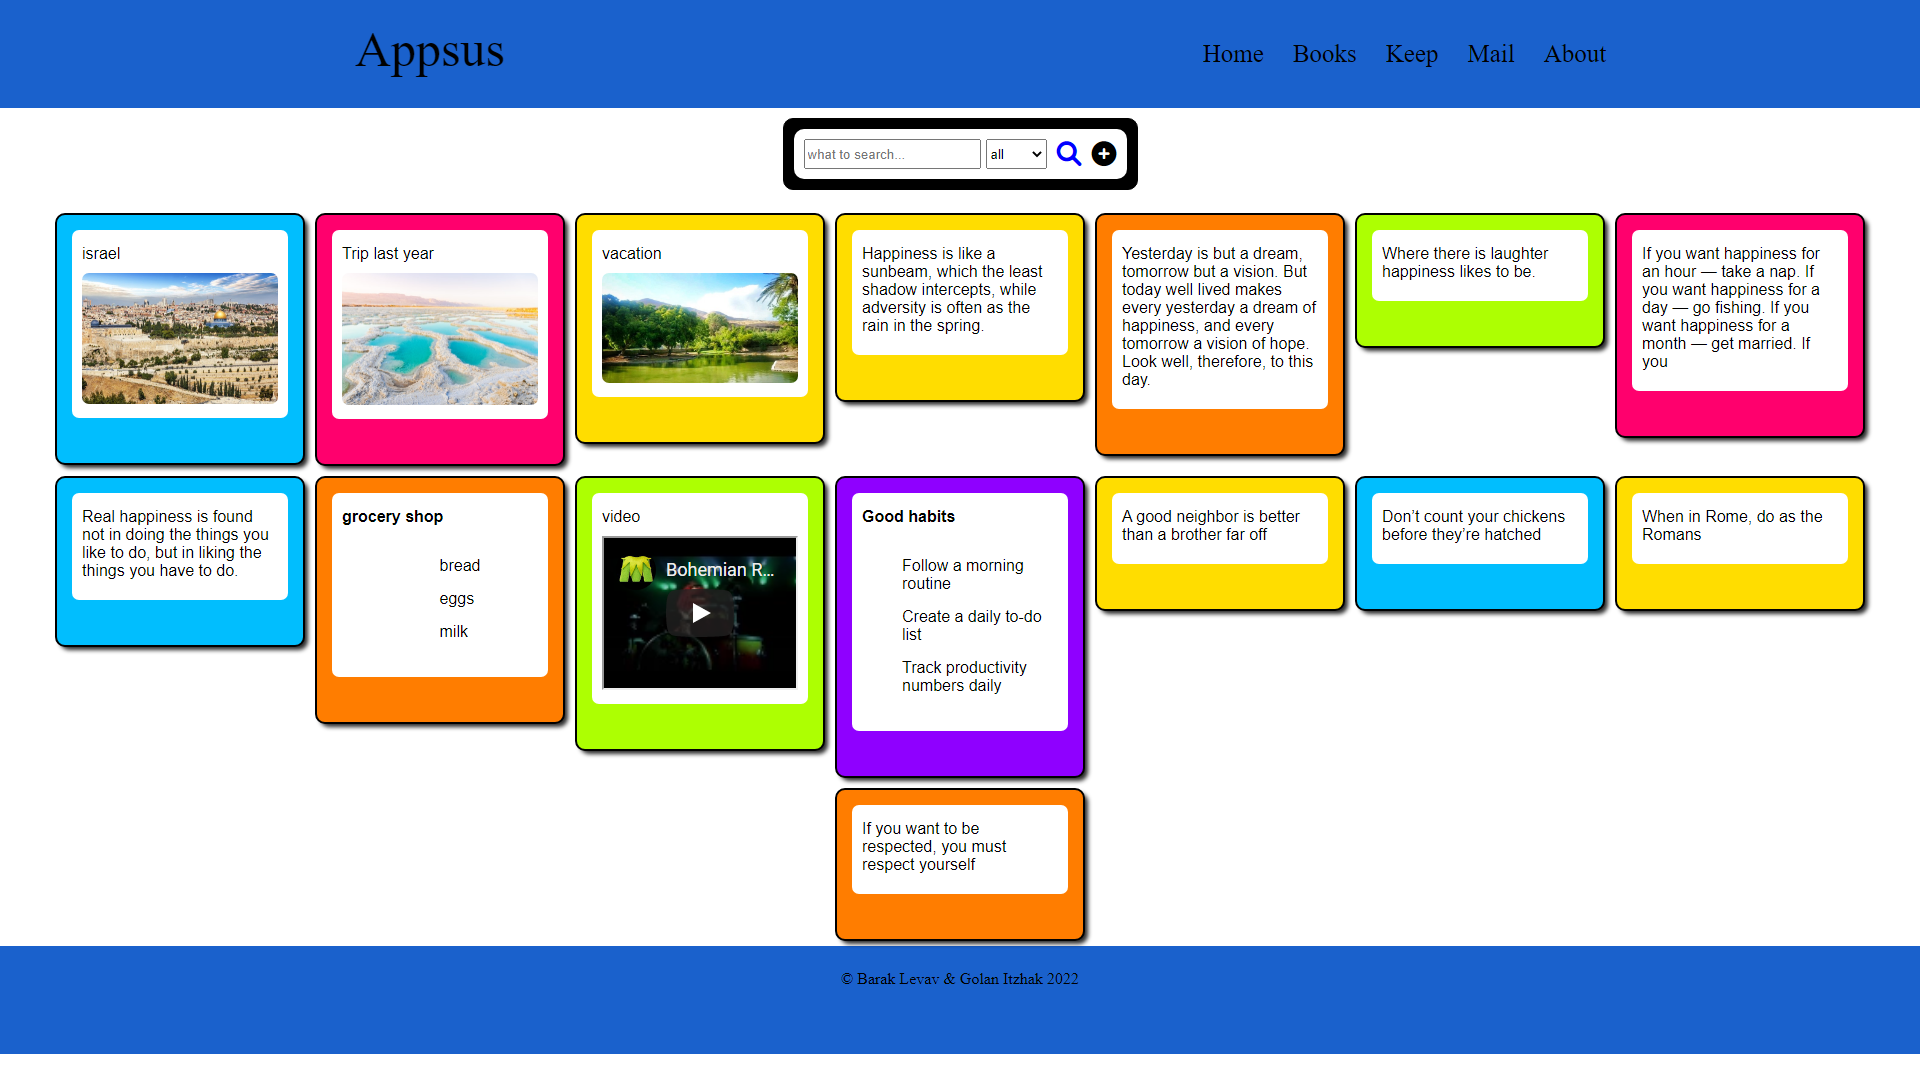 Appsus
Home Books Keep Mail About
what to search...
all
israel
Trip last year
vacation
Happiness is like a
sunbeam, which the least
shadow intercepts, while
adversity is often as the
rain in the spring.
Yesterday is but a dream,
tomorrow but a vision. But
today well lived makes
every yesterday a dream of
happiness, and every
tomorrow a vision of hope.
Look well, therefore, to this
day.
Where there is laughter
happiness likes to be.
If you want happiness for
an hour — take a nap. If
you want happiness for a
day — go fishing. If you
want happiness for a
month — get married. If
you
Real happiness is found
not in doing the things you
like to do, but in liking the
things you have to do.
grocery shop
bread
eggs
milk
video
Bohemian R...
Good habits
Follow a morning
routine
Create a daily to-do
list
Track productivity
numbers daily
A good neighbor is better
than a brother far off
Don’t count your chickens
before they’re hatched
When in Rome, do as the
Romans
If you want to be
respected, you must
respect yourself
© Barak Levav & Golan Itzhak 2022